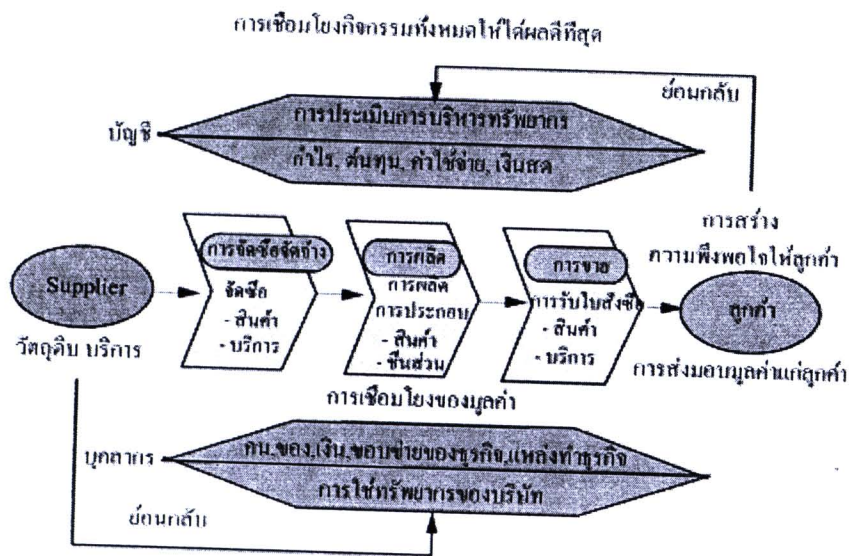 การเชื่อมโยงกิจกรรมทั้งหมดให้ได้ผลดีที่สุด
ย้อนกลับ
การประเมินการบริหารทรัพยากร
บัญชี
กำไร, ต้นทุน, ค่าใช้จ่าย, เงินสด
การสร้าง
ความพึงพอใจให้ลูกค้า
การจัดซื้อจัดจ้าง
การผลิต
การขาย
Supplier
จัดซื้อ
- สินค้า
- บริการ
การผลิต
การประกอบ
- สินค้า
- ชิ้นส่วน
การรับใบสั่งซื้อ
- สินค้า
- บริการ
ลูกค้า
วัตถุดิบ บริการ
การส่งมอบมูลค่าแก่ลูกค้า
การเชื่อมโยงของมูลค่า
บุคลากร
คน,ของ,เงิน,ขอบข่ายของธุรกิจ,แหล่งทำธุรกิจ
การใช้ทรัพยากรของบริษัท
ย้อนกลับ